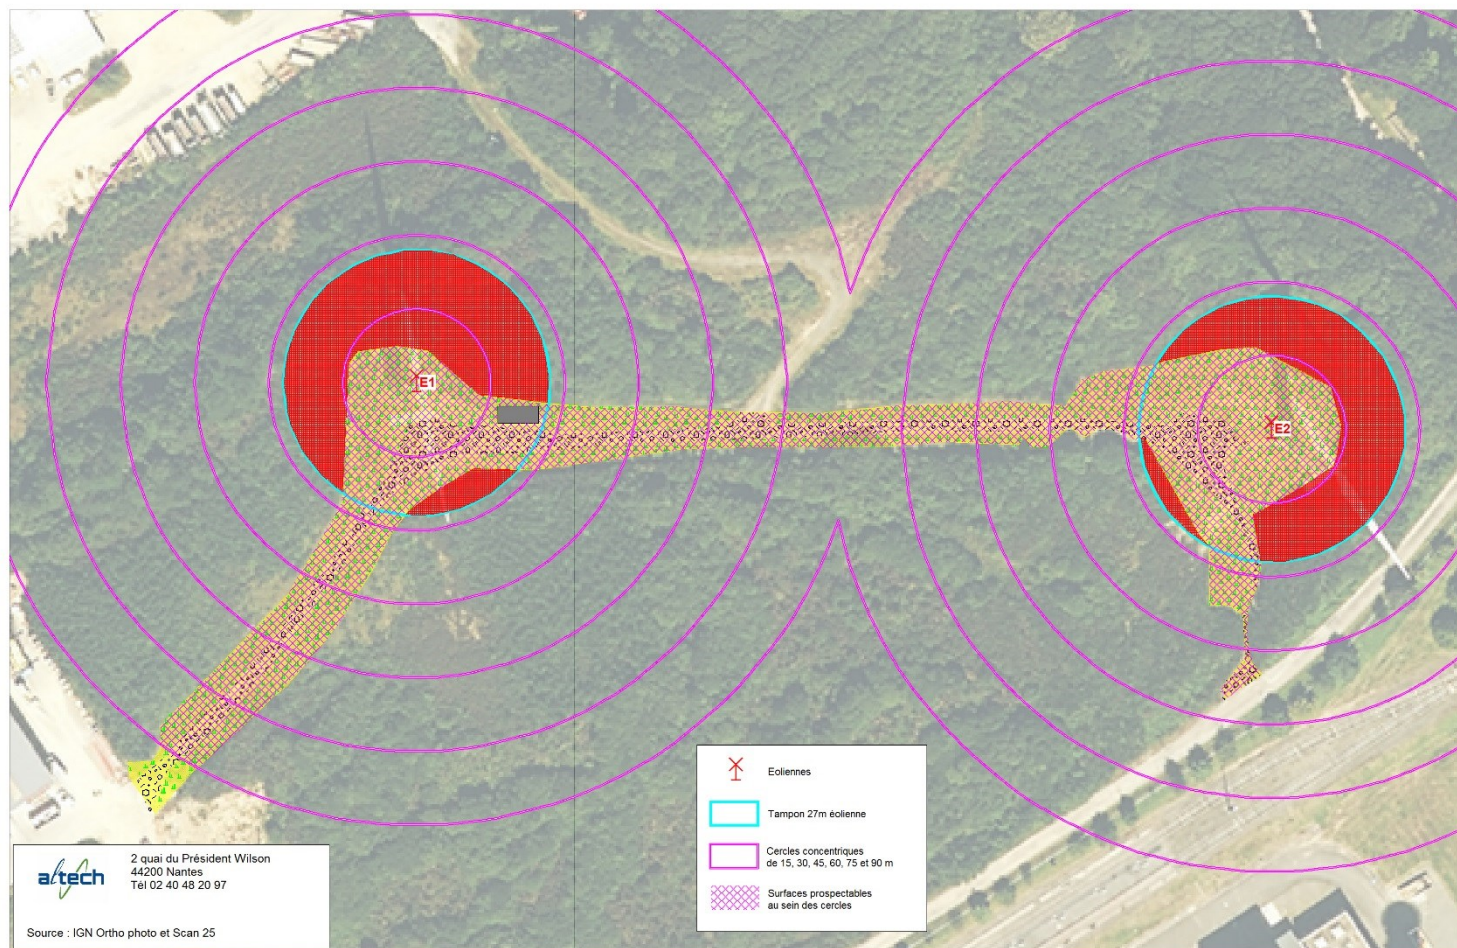 E1
E2
Eoliennes
Tampon 27m éolienne
Cercles concentriques
de 15, 30, 45, 60, 75 et 90 m
Surfaces prospectables
au sein des cercles
altech
2 quai du Président Wilson
44200 Nantes
Tél 02 40 48 20 97
Source : IGN Ortho photo et Scan 25